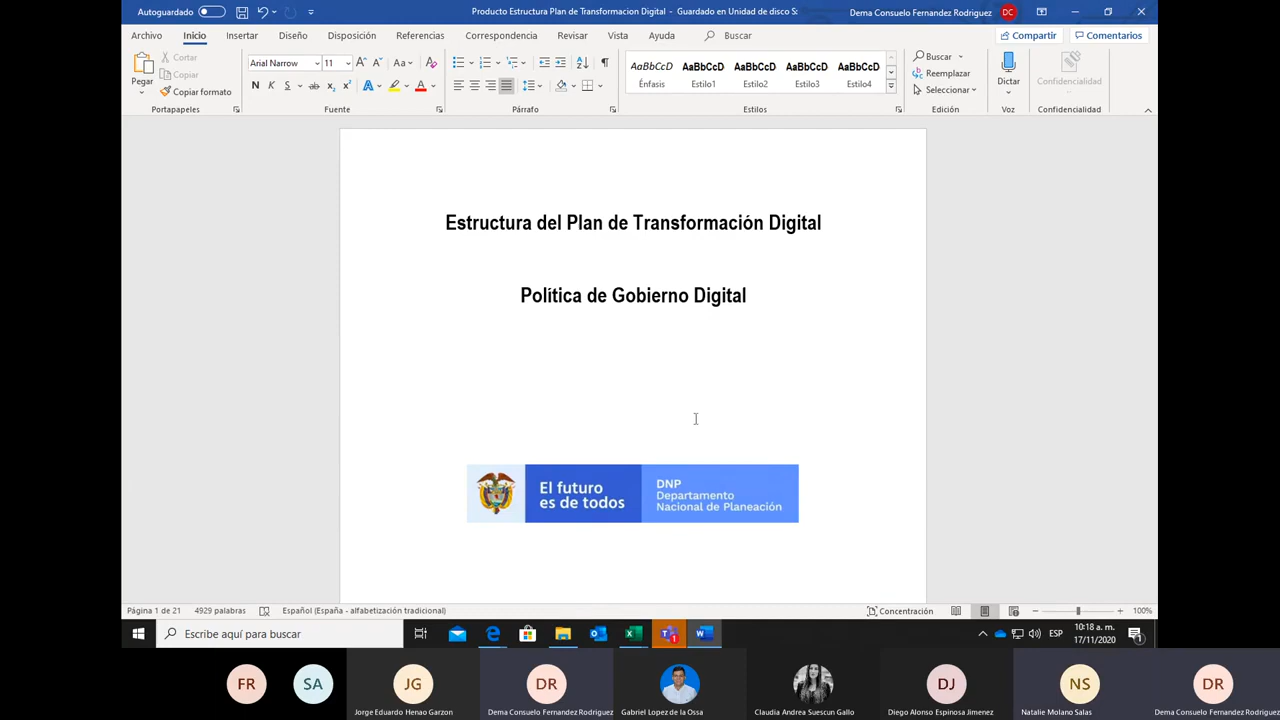 Autoguardado
Producto Estructura Plan de Transformacion Digital - Guardado en Unidad de disco S:
Dema Consuelo Fernandez Rodriguez DC
Archivo Inicio Insertar Diseño Disposición Referencias Correspondencia Revisar Vista Ayuda Buscar Compartir Comentarios
Pegar
Cortar
Copiar
Copiar formato
Arial Narrow 11
N K S
AaBbCcD AaBbCcD AaBbCcD AaBbCcD AaBbCcD
Énfasis Estilo1 Estilo2 Estilo3 Estilo4
Buscar
Reemplazar
Seleccionar
Dictar
Confidencialidad
Portapapeles Fuente Párrafo Estilos Edición Voz Confidencialidad
Estructura del Plan de Transformación Digital
Política de Gobierno Digital
El futuro
es de todos
DNP
Departamento
Nacional de Planeación
Página 1 de 21 4929 palabras Español (España - alfabetización tradicional) Concentración 100%
Escribe aquí para buscar
ESP
10:18 a. m.
17/11/2020
FR SA JG DR DJ NS DR
Jorge Eduardo Henao Garzon Dema Consuelo Fernandez Rodriguez Gabriel Lopez de la Ossa Claudia Andrea Suescun Gallo Diego Alonso Espinosa Jimenez Natalie Molano Salas Dema Consuelo Fernandez Rodriguez